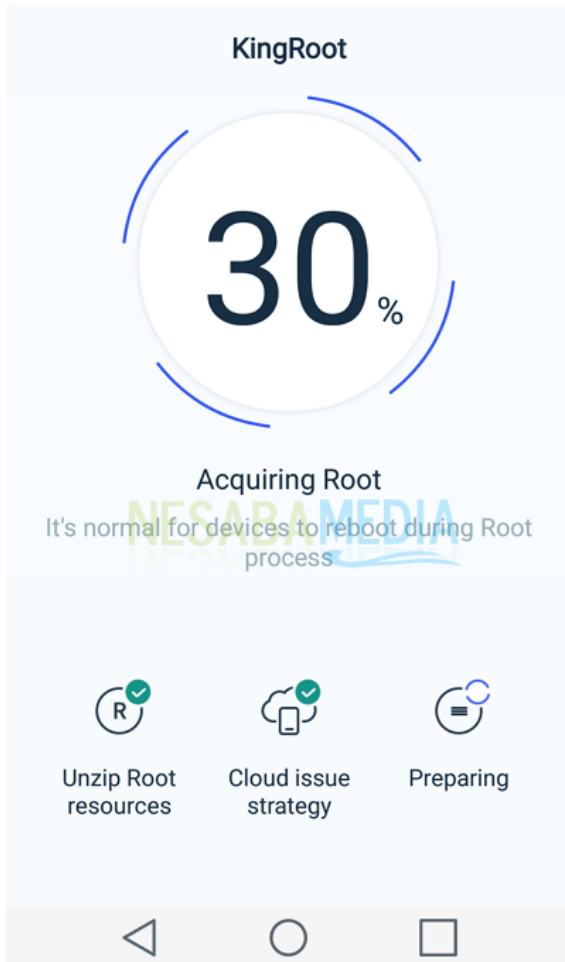 KingRoot
30%
Acquiring Root
NESABAMEDIA
It's normal for devices to reboot during Root
process
R
Unzip Root
resources
Cloud issue
strategy
Preparing